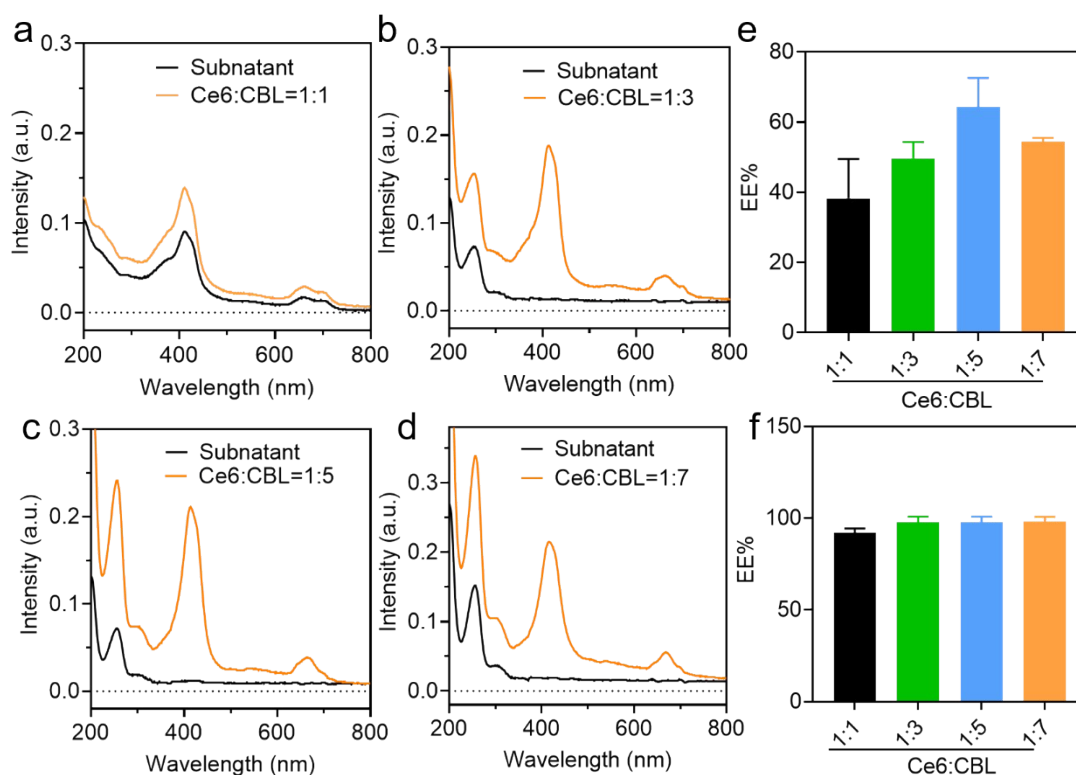 a
0.3
0.2
0.1
0.0
Intensity (a.u.)
Subnatant
Ce6:CBL=1:1
200 400 600 800
Wavelength (nm)
b
0.3
0.2
0.1
0.0
Intensity (a.u.)
Subnatant
Ce6:CBL=1:3
200 400 600 800
Wavelength (nm)
e
80
60
40
20
0
EE%
1:1 1:3 1:5 1:7
Ce6:CBL
c
0.3
0.2
0.1
0.0
Intensity (a.u.)
Subnatant
Ce6:CBL=1:5
200 400 600 800
Wavelength (nm)
d
0.3
0.2
0.1
0.0
Intensity (a.u.)
Subnatant
Ce6:CBL=1:7
200 400 600 800
Wavelength (nm)
f
150
100
50
0
EE%
1:1 1:3 1:5 1:7
Ce6:CBL